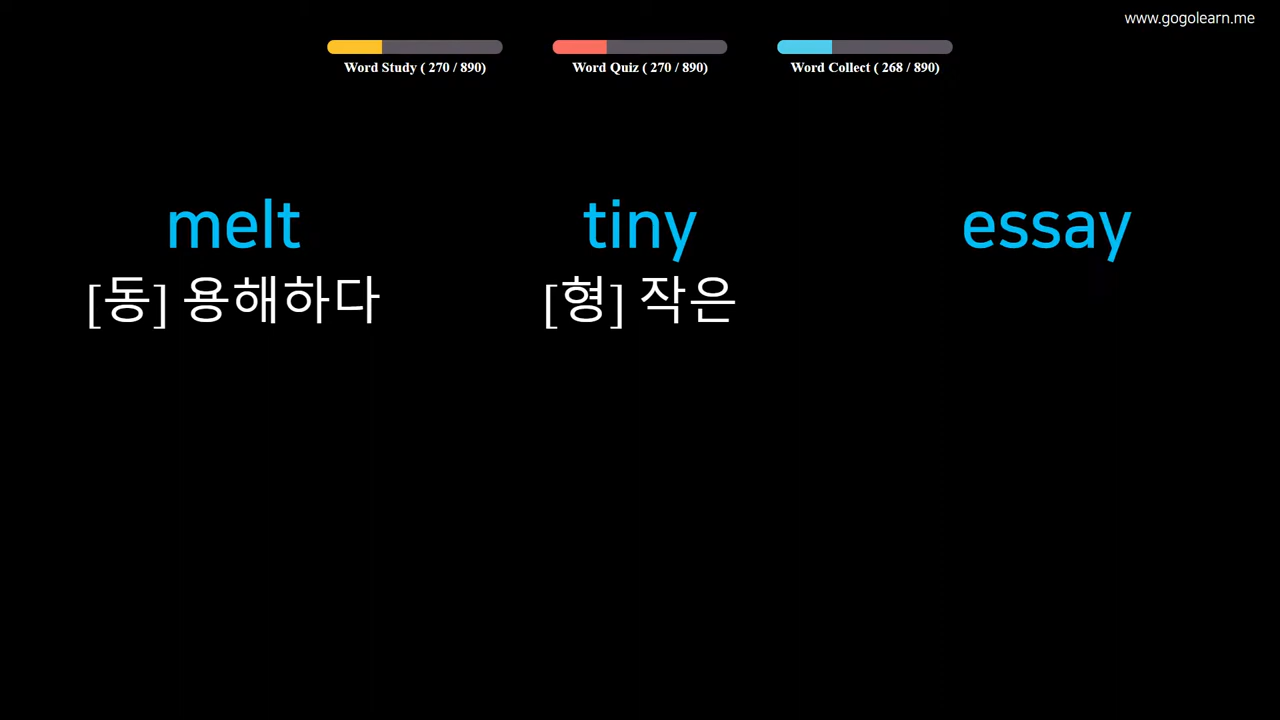 www.gogolearn.me
Word Study ( 270 / 890)
Word Quiz ( 270 / 890)
Word Collect ( 268 / 890)
melt
tiny
essay
[동] 용해하다
[형] 작은